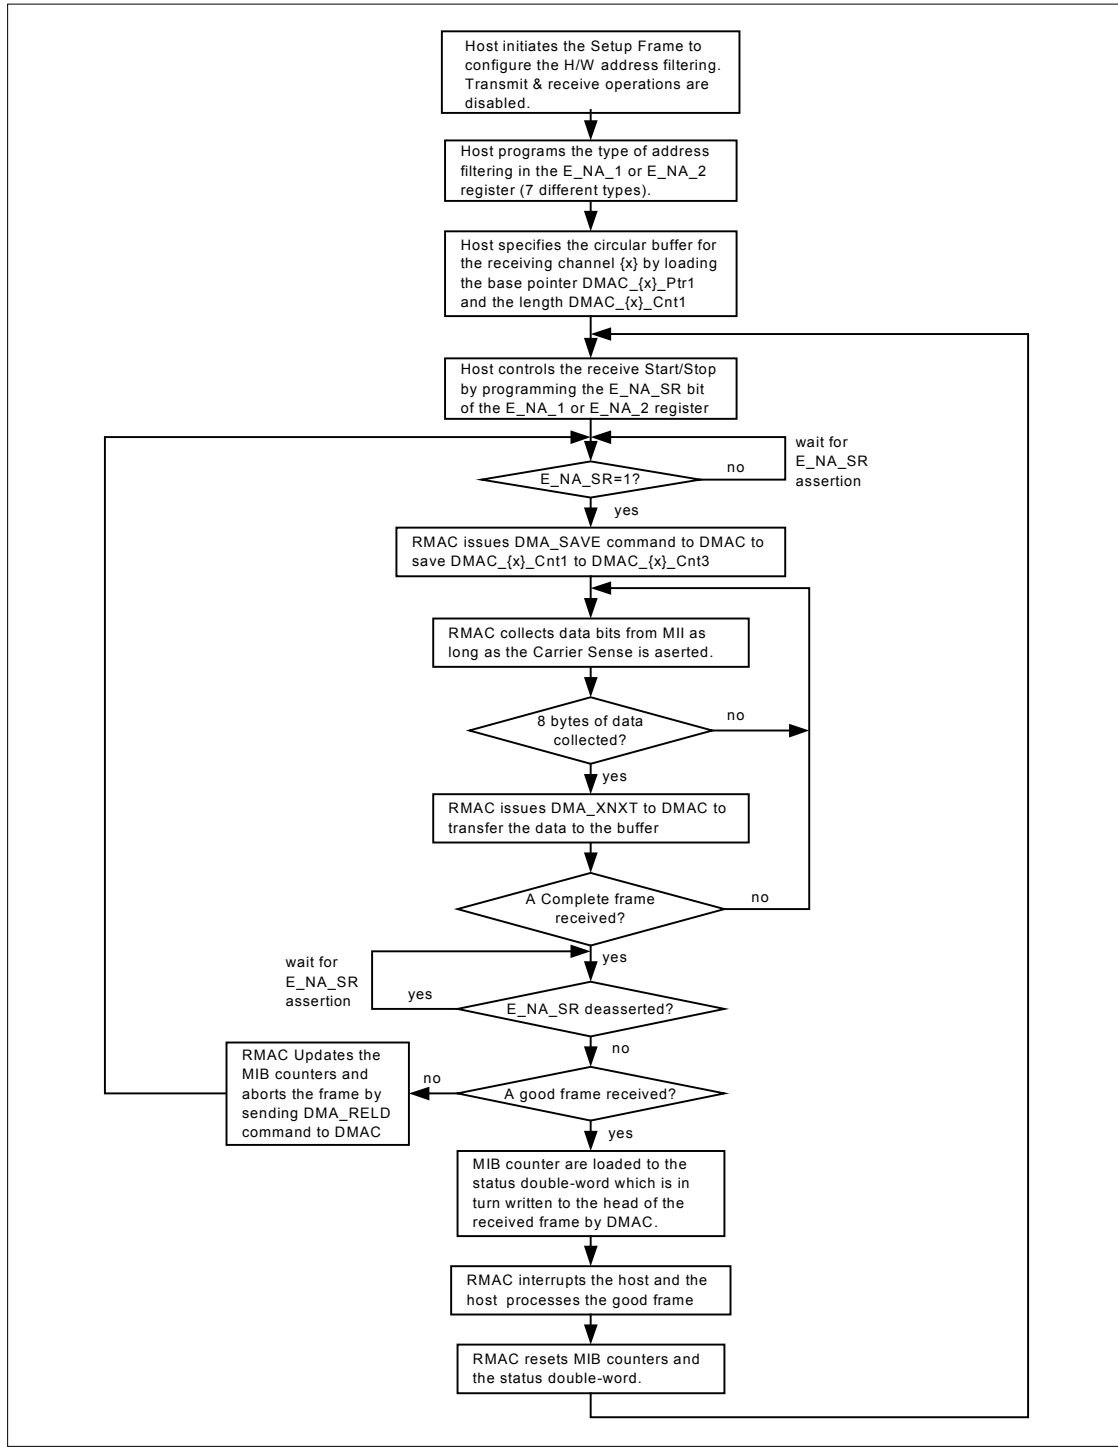 Host initiates the Setup Frame to
configure the H/W address filtering.
Transmit & receive operations are
disabled.
Host programs the type of address
filtering in the E_NA_1 or E_NA_2
register (7 different types).
Host specifies the circular buffer for
the receiving channel {x} by loading
the base pointer DMAC_{x}_Ptr1
and the length DMAC_{x}_Cnt1
Host controls the receive Start/Stop
by programming the E_NA_SR bit
of the E_NA_1 or E_NA_2 register
wait for
E_NA_SR
assertion
E_NA_SR=1?
no
yes
RMAC issues DMA_SAVE command to DMAC to
save DMAC_{x}_Cnt1 to DMAC_{x}_Cnt3
RMAC collects data bits from MII as
long as the Carrier Sense is aserted.
8 bytes of data
collected?
no
yes
RMAC issues DMA_XNXT to DMAC to
transfer the data to the buffer
A Complete frame
received?
no
yes
wait for
E_NA_SR
assertion
yes
E_NA_SR deasserted?
no
RMAC Updates the
MIB counters and
aborts the frame by
sending DMA_RELD
command to DMAC
no
A good frame received?
yes
MIB counter are loaded to the
status double-word which is in
turn written to the head of the
received frame by DMAC.
RMAC interrupts the host and the
host processes the good frame
RMAC resets MIB counters and
the status double-word.